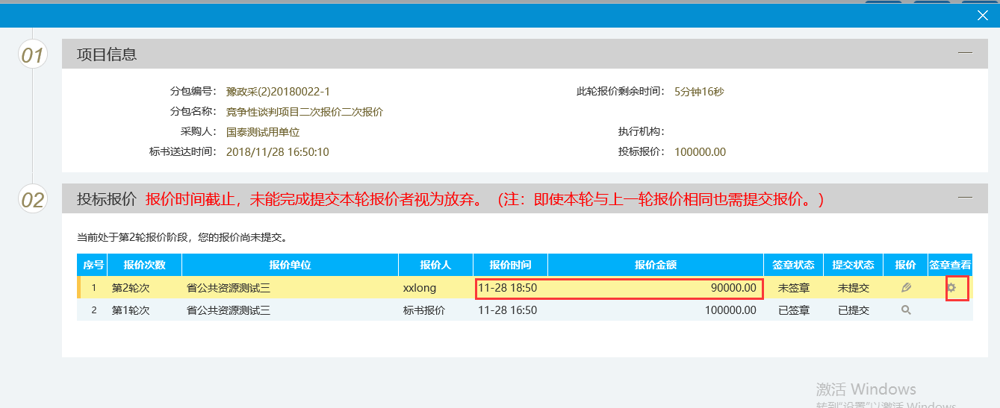 01 项目信息
分包编号： 豫政采(2)20180022-1 此轮报价剩余时间： 5分钟16秒
分包名称： 竞争性谈判项目二次报价二次报价
采购人： 国泰测试用单位 执行机构：
标书送达时间： 2018/11/28 16:50:10 投标报价： 100000.00
02 投标报价 报价时间截止，未能完成提交本轮报价者视为放弃。（注：即使本轮与上一轮报价相同也需提交报价。）
当前处于第2轮报价阶段，您的报价尚未提交。
序号 报价次数 报价单位 报价人 报价时间 报价金额 签章状态 提交状态 报价 签章查看
1 第2轮次 省公共资源测试三 xxlong 11-28 18:50 90000.00 未签章 未提交
2 第1轮次 省公共资源测试三 标书报价 11-28 16:50 100000.00 已签章 已提交
激活 Windows
转到“设置”以激活 Windows